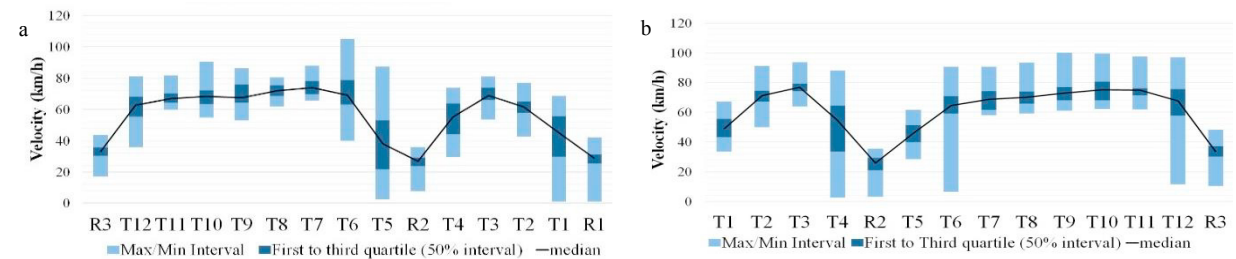 a
Velocity (km/h)
120
100
80
60
40
20
0
R3 T12 T11 T10 T9 T8 T7 T6 T5 R2 T4 T3 T2 T1 R1
Max/Min Interval First to third quartile (50% interval) median
b
Velocity (km/h)
120
100
80
60
40
20
0
T1 T2 T3 T4 R2 T5 T6 T7 T8 T9 T10 T11 T12 R3
Max/Min Interval First to Third quartile (50% interval) median